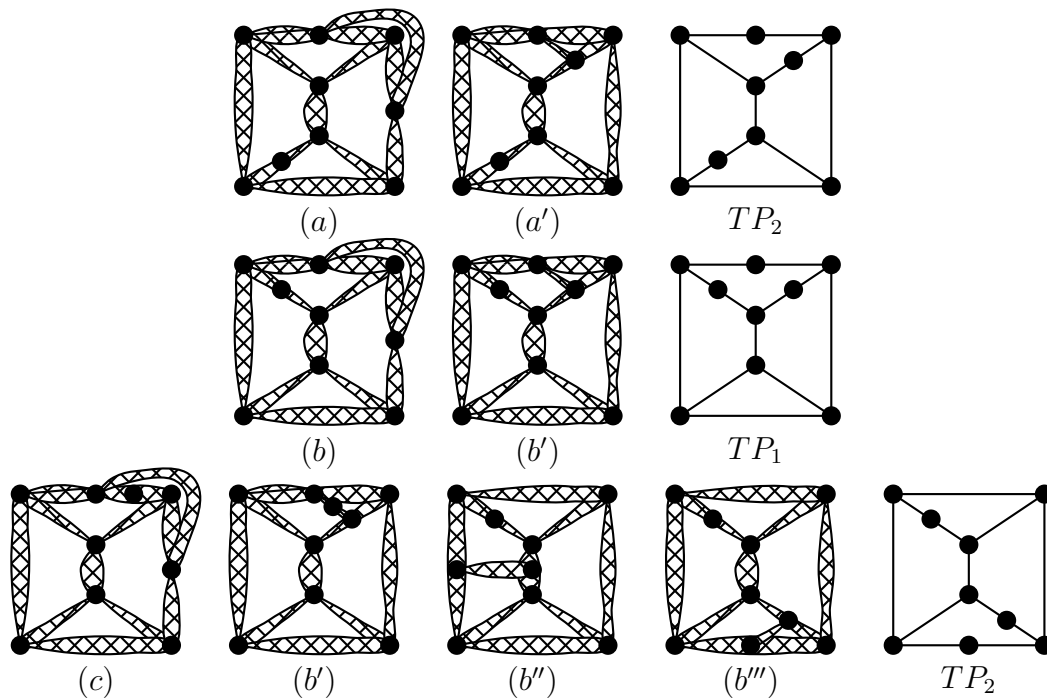 (a) (a′) TP₂
(b) (b′) TP₁
(c) (b′) (b″) (b‴) TP₂